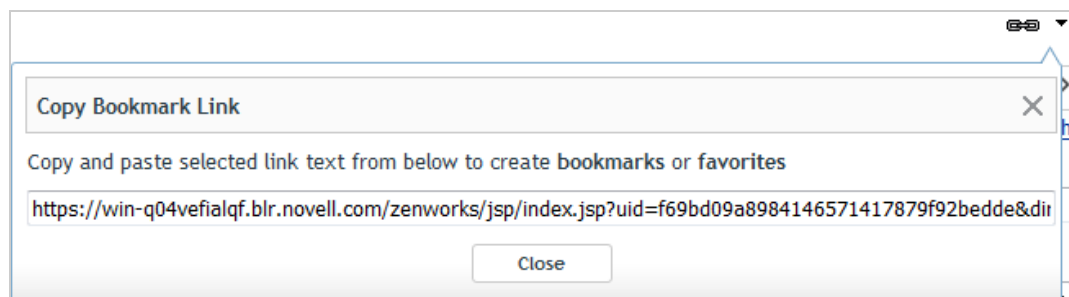 Copy Bookmark Link
Copy and paste selected link text from below to create bookmarks or favorites
https://win-q04vefialqf.blr.novell.com/zenworks/jsp/index.jsp?uid=f69bd09a8984146571417879f92bedde&dir
Close